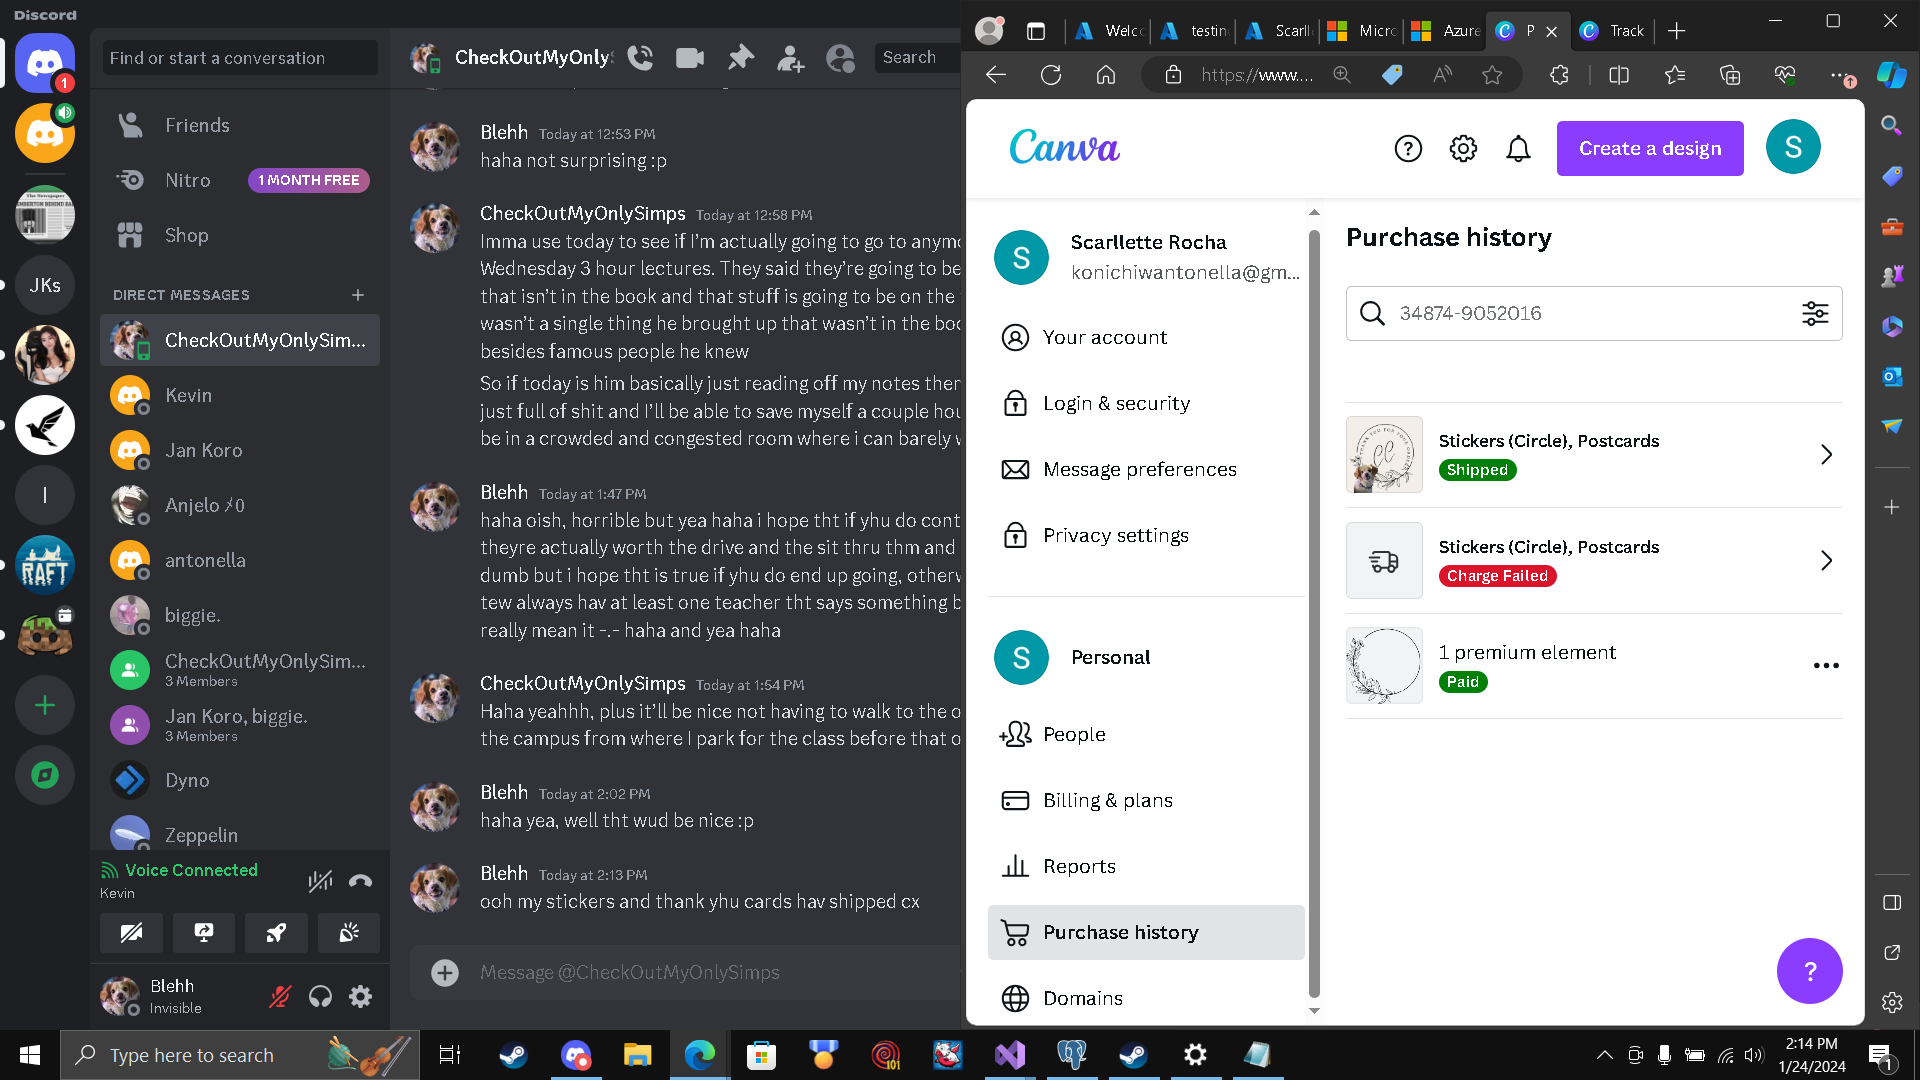 Discord
Find or start a conversation
Friends
Nitro
1 MONTH FREE
Shop
DIRECT MESSAGES
CheckOutMyOnlySim...
Kevin
Jan Koro
antonella
biggie.
CheckOutMyOnlySim...
3 Members
Jan Koro, biggie.
3 Members
Dyno
Zeppelin
Voice Connected
Kevin
Blehh
Invisible
1
JKs
I
RAFT
CheckOutMyOnly
Search
Blehh Today at 12:53 PM
haha not surprising :p
CheckOutMyOnlySimps Today at 12:58 PM
Imma use today to see if I'm actually going to go to anymo
Wednesday 3 hour lectures. They said they're going to be
that isn't in the book and that stuff is going to be on the
wasn't a single thing he brought up that wasn't in the boo
besides famous people he knew
So if today is him basically just reading off my notes then
just full of shit and I'll be able to save myself a couple hou
be in a crowded and congested room where i can barely w
Blehh Today at 1:47 PM
haha oish, horrible but yea haha i hope tht if yhu do cont
theyre actually worth the drive and the sit thru thm and
dumb but i hope tht is true if yhu do end up going, otherw
tew always hav at least one teacher tht says something b
really mean it -.- haha and yea haha
CheckOutMyOnlySimps Today at 1:54 PM
Haha yeahhh, plus it'll be nice not having to walk to the o
the campus from where I park for the class before that o
Blehh Today at 2:02 PM
haha yea, well tht wud be nice :p
Blehh Today at 2:13 PM
ooh my stickers and thank yhu cards hav shipped cx
Message @CheckOutMyOnlySimps
Welc
testin
Scarll
Micro
Azure
P
Track
https://www....
Canva
Create a design
S
S
Scarllette Rocha
konichiwantonella@gm...
Your account
Login & security
Message preferences
Privacy settings
S
Personal
People
Billing & plans
Reports
Purchase history
Domains
Purchase history
34874-9052016
Stickers (Circle), Postcards
Shipped
Stickers (Circle), Postcards
Charge Failed
1 premium element
Paid
?
Type here to search
101
2:14 PM
1/24/2024
1